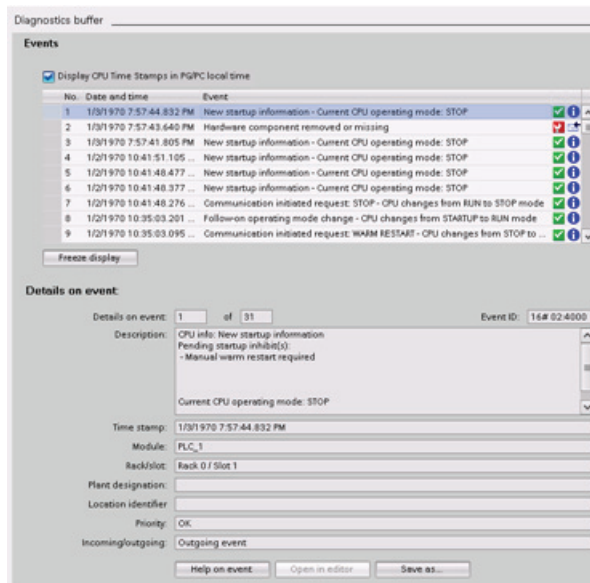 Diagnostics buffer
Events
Display CPU Time Stamps in PG/PC local time
No. Date and time Event
1 1/3/1970 7:57:44.832 PM New startup information - Current CPU operating mode: STOP
2 1/3/1970 7:57:43.640 PM Hardware component removed or missing
3 1/3/1970 7:57:41.805 PM New startup information - Current CPU operating mode: STOP
4 1/2/1970 10:41:51.105 ... New startup information - Current CPU operating mode: STOP
5 1/2/1970 10:41:48.477 ... New startup information - Current CPU operating mode: STOP
6 1/2/1970 10:41:48.377 ... New startup information - Current CPU operating mode: STOP
7 1/2/1970 10:41:48.276 ... Communication initiated request: STOP - CPU changes from RUN to STOP mode
8 1/2/1970 10:35:03.201 ... Follow-on operating mode change - CPU changes from STARTUP to RUN mode
9 1/2/1970 10:35:03.095 ... Communication initiated request: WARM RESTART - CPU changes from STOP to ...
Freeze display
Details on event:
Details on event: 1 of 31 Event ID: 16# 02:4000
Description: CPU info: New startup information
Pending startup inhibit(s):
- Manual warm restart required
Current CPU operating mode: STOP
Time stamp: 1/3/1970 7:57:44.832 PM
Module: PLC_1
Rack/slot: Rack 0 / Slot 1
Plant designation:
Location identifier
Priority: OK
Incoming/outgoing: Outgoing event
Help on event Open in editor Save as...